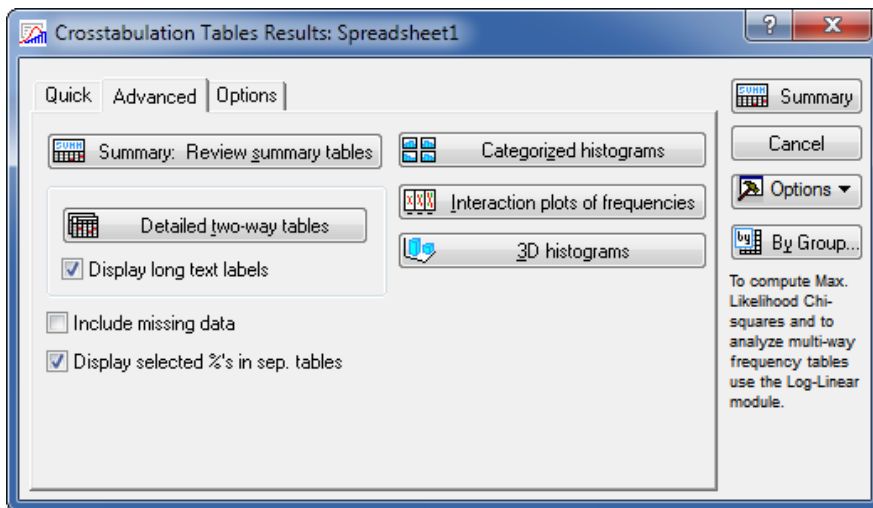 Crosstabulation Tables Results: Spreadsheet1
?
X
Quick
Advanced
Options
Summary: Review summary tables
Detailed two-way tables
Display long text labels
Include missing data
Display selected %'s in sep. tables
Categorized histograms
Interaction plots of frequencies
3D histograms
SUMM Summary
Cancel
Options
by By Group...
To compute Max.
Likelihood Chi-
squares and to
analyze multi-way
frequency tables
use the Log-Linear
module.